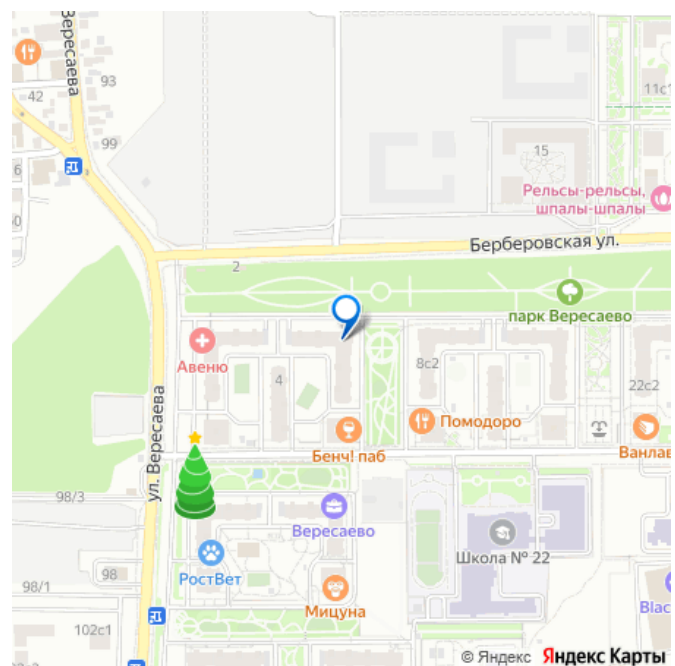 Вересаева
93
42
99
6
50
11с1
15
Рельсы-рельсы,
шпалы-шпалы
Берберовская ул.
2
парк Вересаево
Авеню
8с2
4
22с2
Помодоро
Бенч! паб
Ванлав
ул. Вересаева
98/3
Вересаево
Школа № 22
РостВет
98
98/1
Мицуна
Blac
102с1
© Яндекс Яндекс Карты